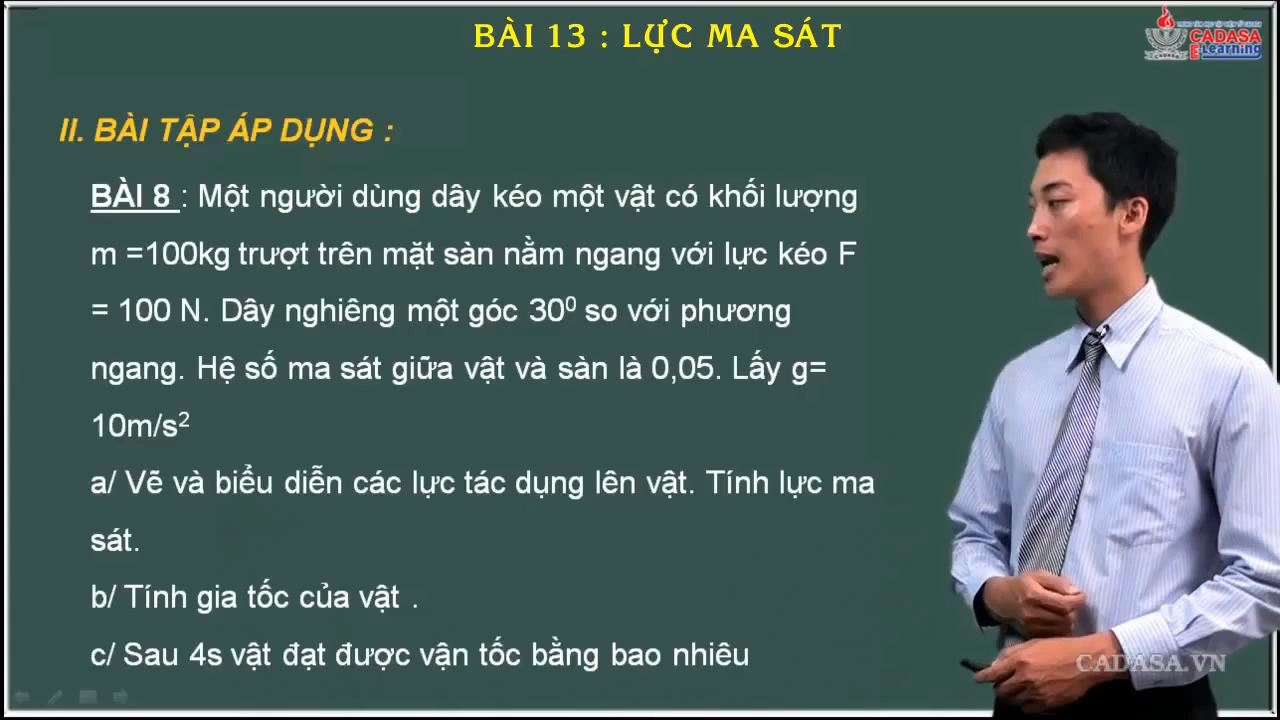 BÀI 13 : LỰC MA SÁT
CADASA
E Learning
II. BÀI TẬP ÁP DỤNG :
BÀI 8 : Một người dùng dây kéo một vật có khối lượng
m =100kg trượt trên mặt sàn nằm ngang với lực kéo F
= 100 N. Dây nghiêng một góc 30⁰ so với phương
ngang. Hệ số ma sát giữa vật và sàn là 0,05. Lấy g=
10m/s²
a/ Vẽ và biểu diễn các lực tác dụng lên vật. Tính lực ma
sát.
b/ Tính gia tốc của vật .
c/ Sau 4s vật đạt được vận tốc bằng bao nhiêu
CADASA.VN